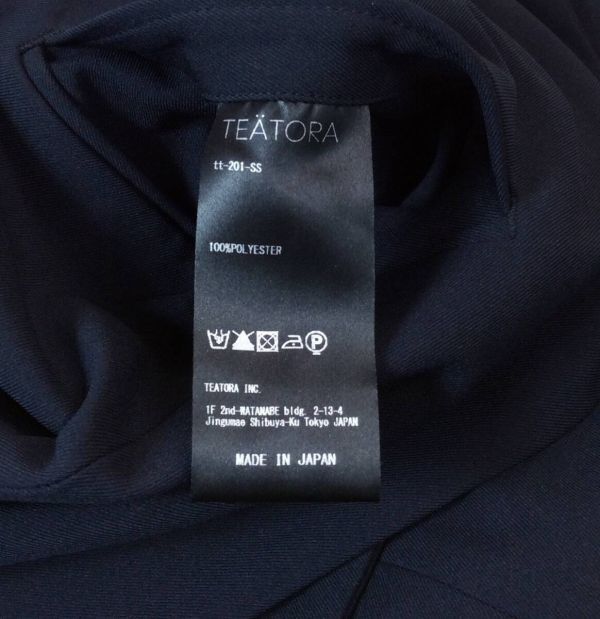 TEÄTORA
tt-201-SS
100%POLYESTER
P
TEATORA INC.
1F 2nd-WATANABE bldg. 2-13-4
Jingumae Shibuya-Ku Tokyo JAPAN
MADE IN JAPAN